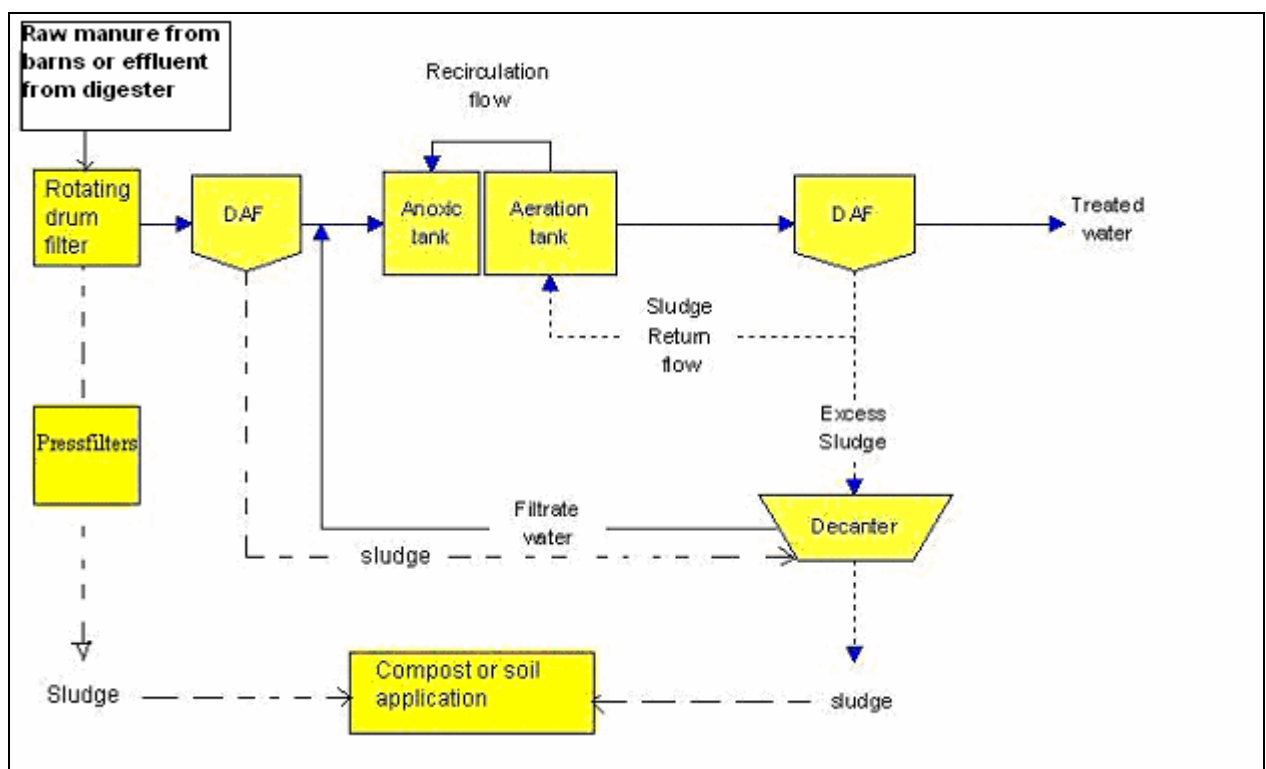 Raw manure from
barns or effluent
from digester
Recirculation
flow
Rotating
drum
filter
DAF
Anoxic
tank
Aeration
tank
DAF
Treated
water
Sludge
Return
flow
Pressfilters
Excess
Sludge
Filtrate
water
Decanter
sludge
Sludge
Compost or soil
application
sludge